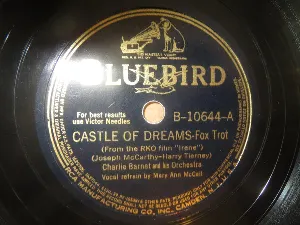 BLUEBIRD
For best results
use Victor Needles
B-10644-A
CASTLE OF DREAMS-Fox Trot
(From the RKO film "Irene")
(Joseph McCarthy-Harry Tierney)
Charlie Barnet and his Orchestra
Vocal refrain by Mary Ann McCall
RCA MANUFACTURING CO., INC., CAMDEN, N.J., U.S.